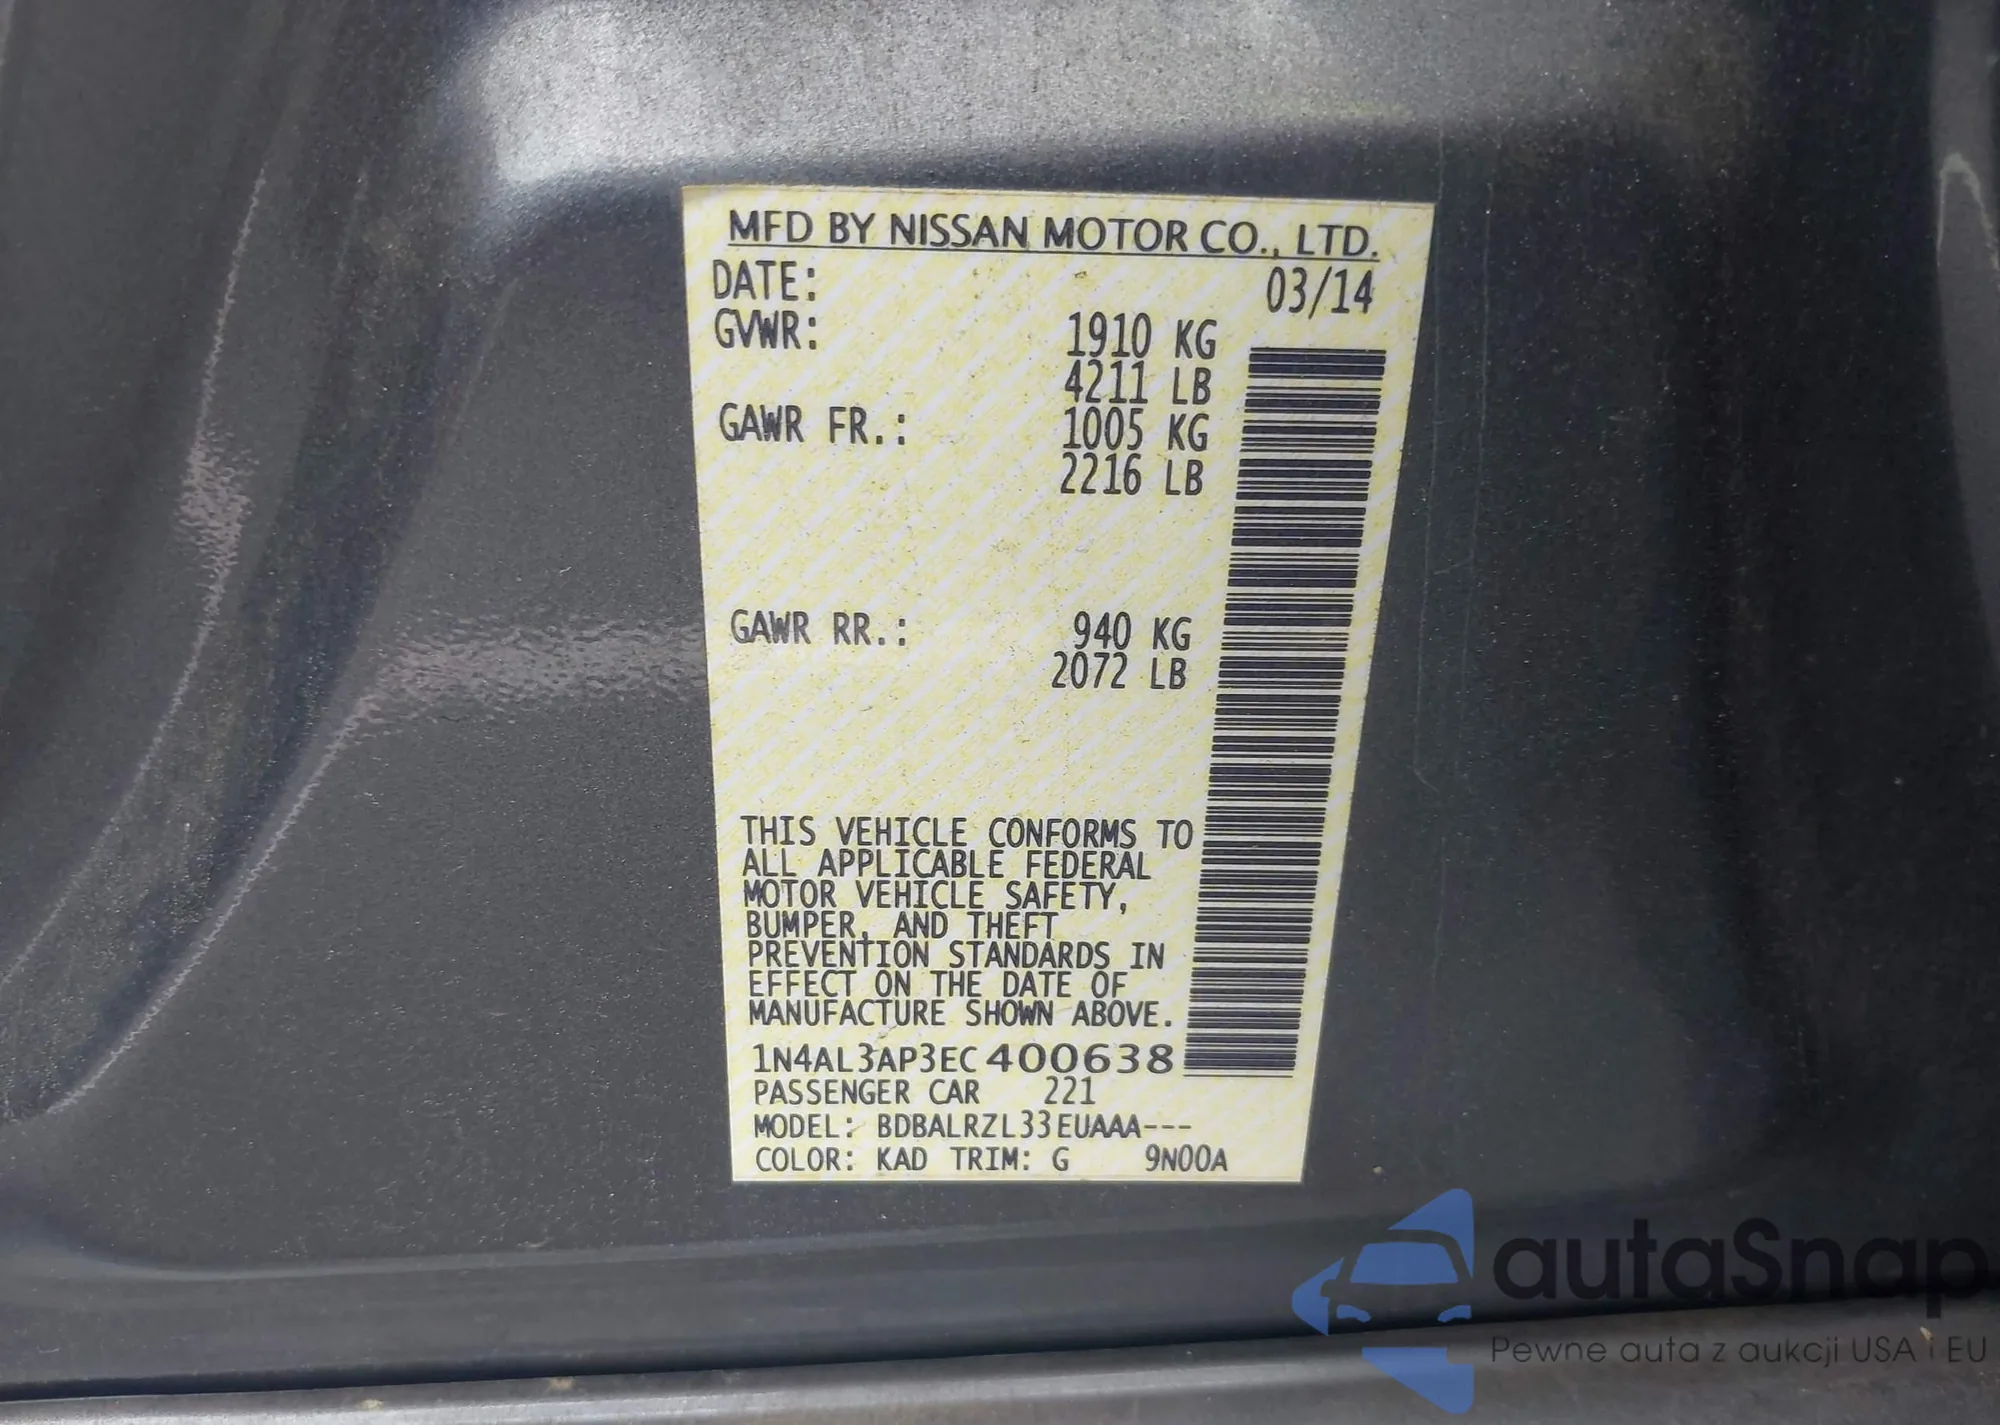 MFD BY NISSAN MOTOR CO., LTD.
DATE: 03/14
GVWR: 1910 KG
4211 LB
GAWR FR.: 1005 KG
2216 LB
GAWR RR.: 940 KG
2072 LB
THIS VEHICLE CONFORMS TO
ALL APPLICABLE FEDERAL
MOTOR VEHICLE SAFETY,
BUMPER, AND THEFT
PREVENTION STANDARDS IN
EFFECT ON THE DATE OF
MANUFACTURE SHOWN ABOVE.
1N4AL3AP3EC400638
PASSENGER CAR 221
MODEL: BDBALRZL33EUAAA---
COLOR: KAD TRIM: G 9N00A
autaSnap
Pewne auta z aukcji USA i EU